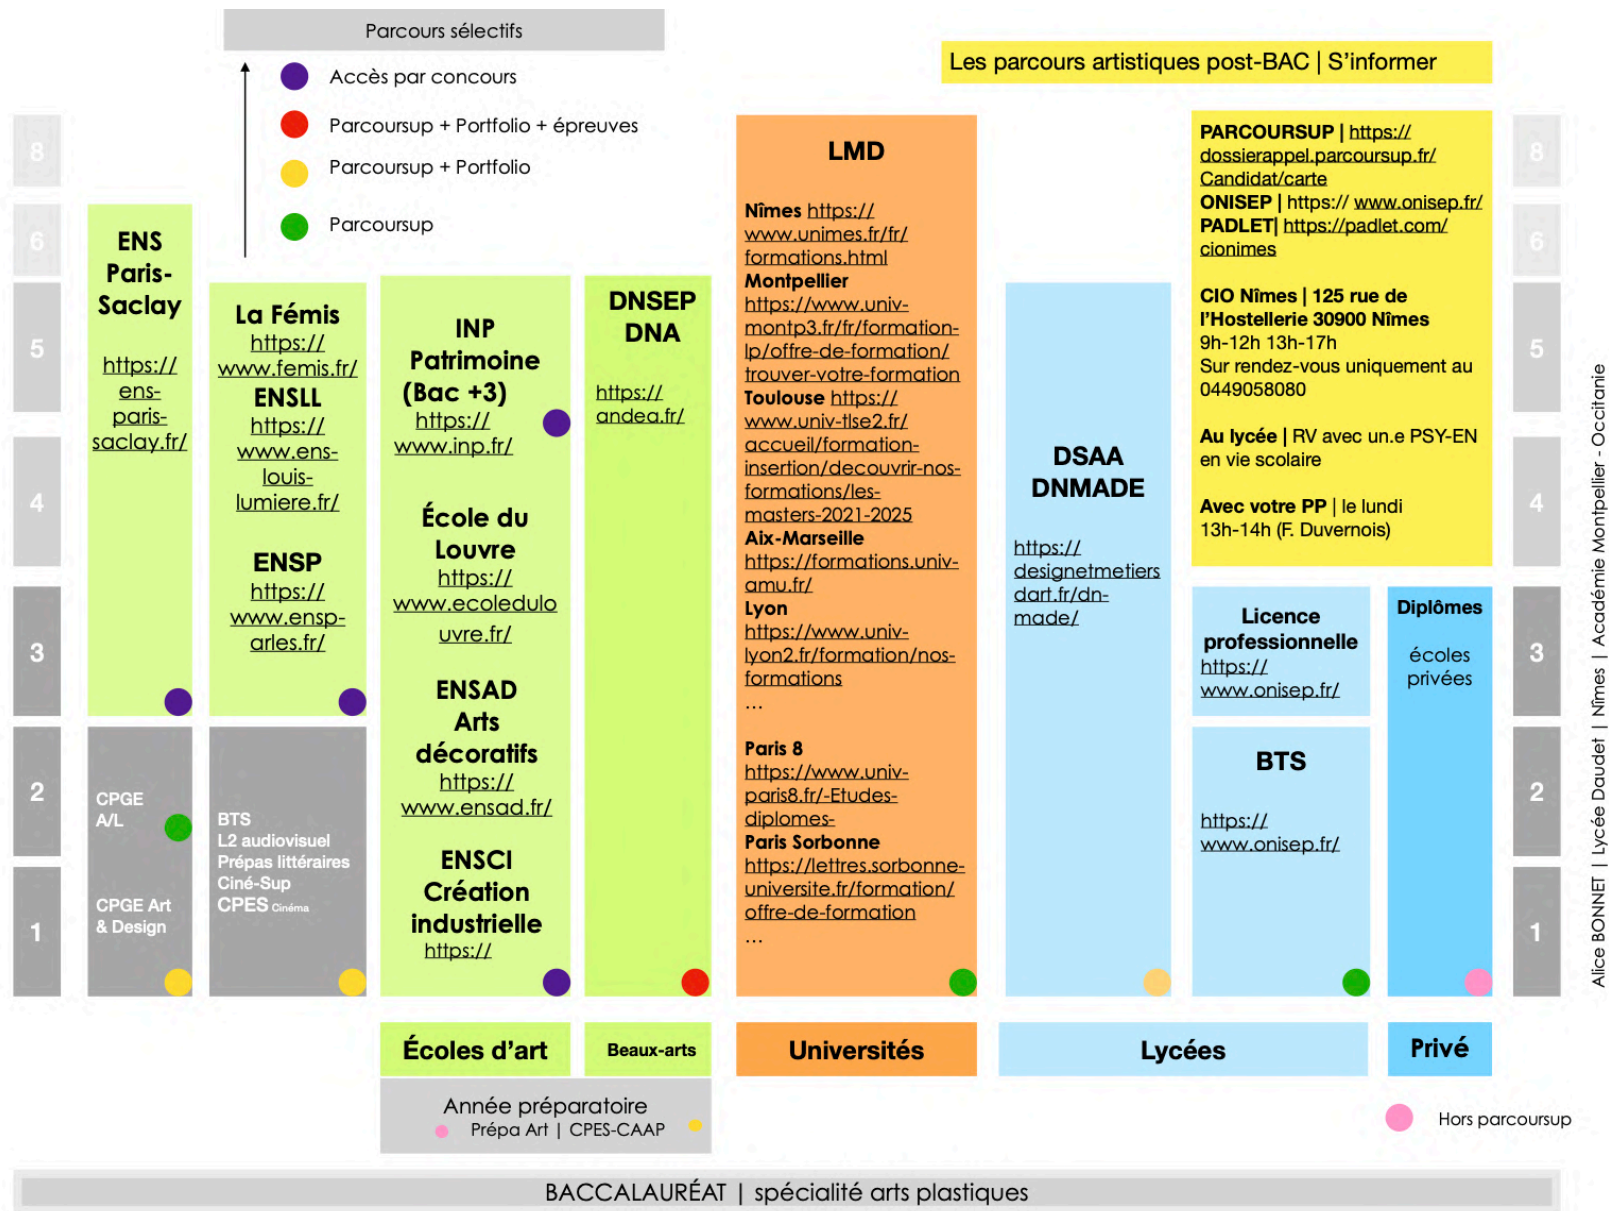 Parcours sélectifs
Accès par concours
Parcoursup + Portfolio + épreuves
Parcoursup + Portfolio
Parcoursup
Les parcours artistiques post-BAC | S'informer
8
6
5
4
3
2
1
ENS
Paris-
Saclay
https://
ens-
paris-
saclay.fr/
CPGE
A/L
CPGE Art
& Design
La Fémis
https://
www.femis.fr/
ENSLL
https://
www.ens-
louis-
lumiere.fr/
ENSP
https://
www.ensp-
arles.fr/
BTS
L2 audiovisuel
Prépas littéraires
Ciné-Sup
CPES Cinéma
INP
Patrimoine
(Bac +3)
https://
www.inp.fr/
École du
Louvre
https://
www.ecoledulo
uvre.fr/
ENSAD
Arts
décoratifs
https://
www.ensad.fr/
ENSCI
Création
industrielle
https://
DNSEP
DNA
https://
andea.fr/
LMD
Nîmes https://
www.unimes.fr/fr/
formations.html
Montpellier
https://www.univ-
montp3.fr/fr/formation-
lp/offre-de-formation/
trouver-votre-formation
Toulouse https://
www.univ-tlse2.fr/
accueil/formation-
insertion/decouvrir-nos-
formations/les-
masters-2021-2025
Aix-Marseille
https://formations.univ-
amu.fr/
Lyon
https://www.univ-
lyon2.fr/formation/nos-
formations
...
Paris 8
https://www.univ-
paris8.fr/-Etudes-
diplomes-
Paris Sorbonne
https://lettres.sorbonne-
universite.fr/formation/
offre-de-formation
...
DSAA
DNMADE
https://
designetmetiers
dart.fr/dn-
made/
PARCOURSUP | https://
dossierappel.parcoursup.fr/
Candidat/carte
ONISEP | https:// www.onisep.fr/
PADLET| https://padlet.com/
cionimes
CIO Nîmes | 125 rue de
l'Hostellerie 30900 Nîmes
9h-12h 13h-17h
Sur rendez-vous uniquement au
0449058080
Au lycée | RV avec un.e PSY-EN
en vie scolaire
Avec votre PP | le lundi
13h-14h (F. Duvernois)
Licence
professionnelle
https://
www.onisep.fr/
BTS
https://
www.onisep.fr/
Diplômes
écoles
privées
8
6
5
4
3
2
1
Alice BONNET | Lycée Daudet | Nîmes | Académie Montpellier - Occitanie
Écoles d'art
Beaux-arts
Universités
Lycées
Privé
Année préparatoire
Prépa Art | CPES-CAAP
Hors parcoursup
BACCALAURÉAT | spécialité arts plastiques